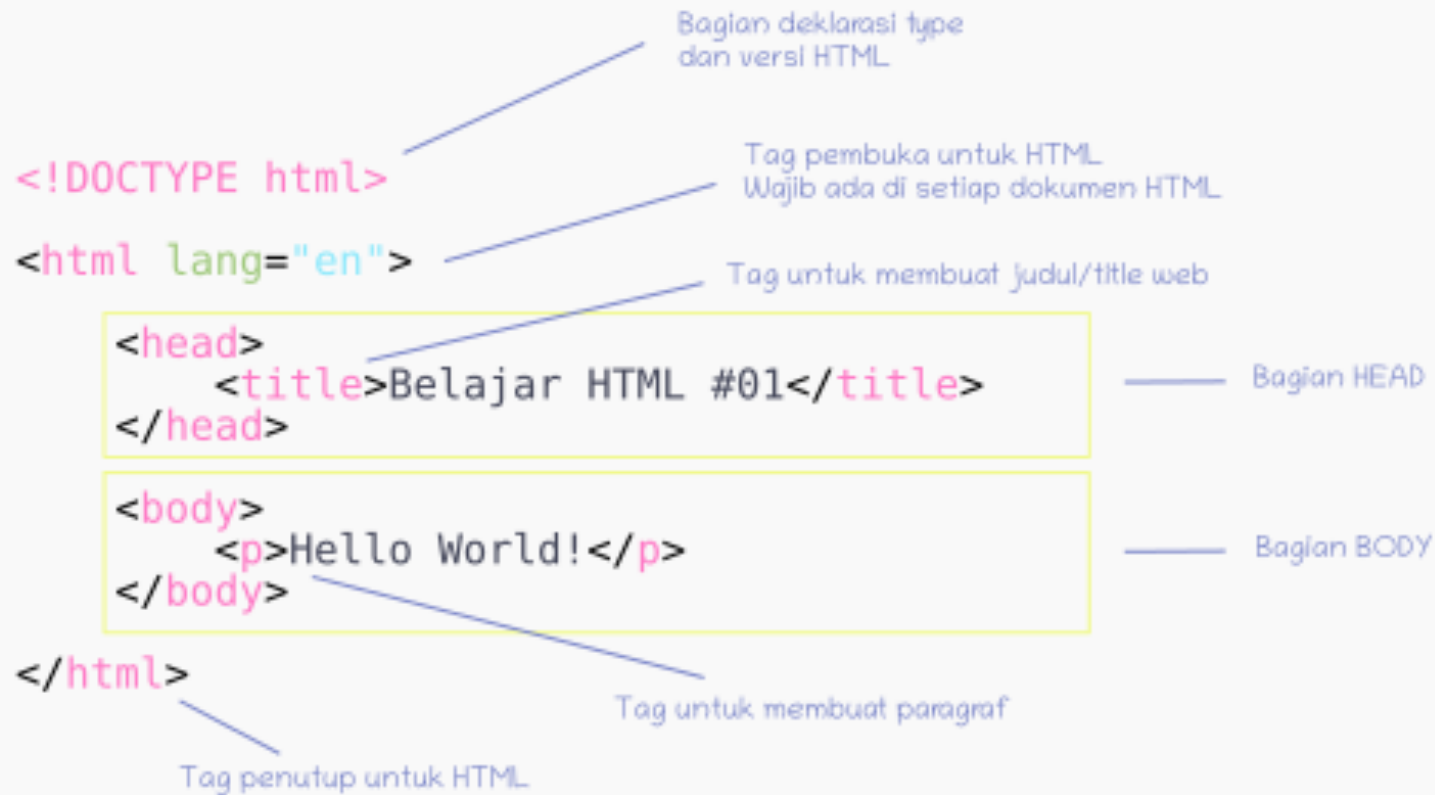 Bagian deklarasi type
dan versi HTML
<!DOCTYPE html>
Tag pembuka untuk HTML
Wajib ada di setiap dokumen HTML
<html lang="en">
Tag untuk membuat judul/title web
<head>
<title>Belajar HTML #01</title>
</head>
Bagian HEAD
<body>
<p>Hello World!</p>
</body>
Bagian BODY
</html>
Tag untuk membuat paragraf
Tag penutup untuk HTML